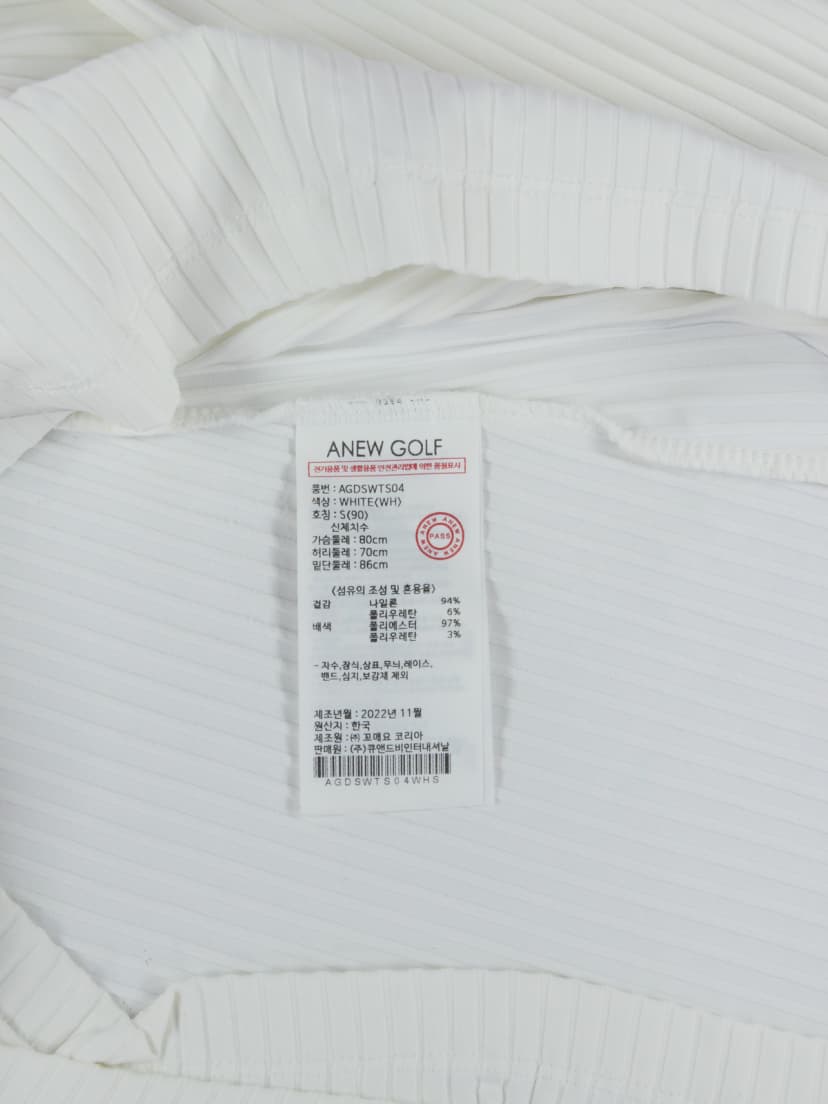 ANEW GOLF
전기용품 및 생활용품 안전관리법에 의한 품질표시
품번 : AGDSWTS04
색상 : WHITE(WH)
호칭 : S(90)
신체치수
가슴둘레 : 80cm
허리둘레 : 70cm
밑단둘레 : 86cm
ANEW ANEW ANEW
PASS
〈섬유의 조성 및 혼용율〉
겉감 나일론 94%
폴리우레탄 6%
배색 폴리에스터 97%
폴리우레탄 3%
- 자수,장식,상표,무늬,레이스,
밴드,심지,보강재 제외
제조년월 : 2022년 11월
원산지 : 한국
제조원 : ㈜ 꼬매요 코리아
판매원 : (주)큐앤드비인터내셔날
AGDSWTS04WHS